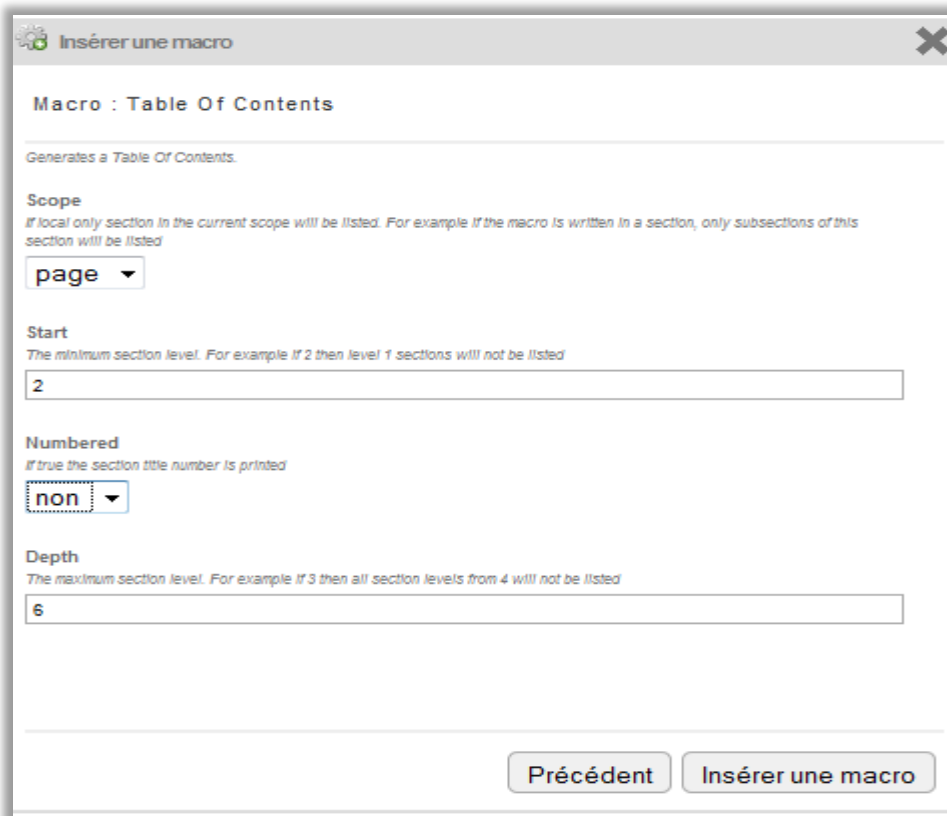 Insérer une macro
Macro : Table Of Contents
Generates a Table Of Contents.
Scope
If local only section in the current scope will be listed. For example if the macro is written in a section, only subsections of this
section will be listed
page
Start
The minimum section level. For example if 2 then level 1 sections will not be listed
2
Numbered
If true the section title number is printed
non
Depth
The maximum section level. For example if 3 then all section levels from 4 will not be listed
6
Précédent Insérer une macro